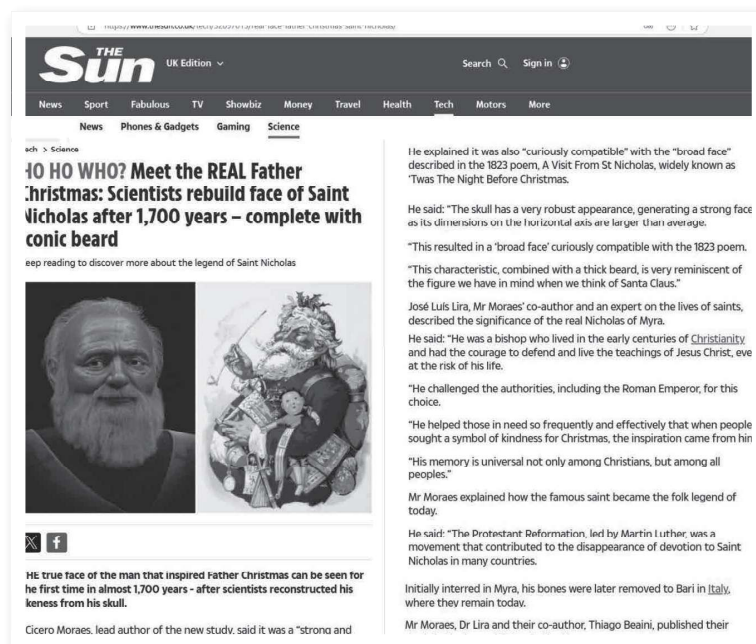 https://www.thesun.co.uk/tech/
THE
Sun
UK Edition
Search
Sign in
News Sport Fabulous TV Showbiz Money Travel Health Tech Motors More
News Phones & Gadgets Gaming Science
> Science
HO HO WHO? Meet the REAL Father
Christmas: Scientists rebuild face of Saint
Nicholas after 1,700 years – complete with
iconic beard
eep reading to discover more about the legend of Saint Nicholas
THE true face of the man that inspired Father Christmas can be seen for
he first time in almost 1,700 years - after scientists reconstructed his
keness from his skull.
Cicero Moraes, lead author of the new study, said it was a "strong and
He explained it was also "curiously compatible" with the "broad face"
described in the 1823 poem, A Visit From St Nicholas, widely known as
'Twas The Night Before Christmas.
He said: "The skull has a very robust appearance, generating a strong face
as its dimensions on the horizontal axis are larger than average.
"This resulted in a 'broad face' curiously compatible with the 1823 poem.
"This characteristic, combined with a thick beard, is very reminiscent of
the figure we have in mind when we think of Santa Claus."
José Luís Lira, Mr Moraes' co-author and an expert on the lives of saints,
described the significance of the real Nicholas of Myra.
He said: "He was a bishop who lived in the early centuries of Christianity
and had the courage to defend and live the teachings of Jesus Christ, eve
at the risk of his life.
"He challenged the authorities, including the Roman Emperor, for this
choice.
"He helped those in need so frequently and effectively that when people
sought a symbol of kindness for Christmas, the inspiration came from him
"His memory is universal not only among Christians, but among all
peoples."
Mr Moraes explained how the famous saint became the folk legend of
today.
He said: "The Protestant Reformation, led by Martin Luther, was a
movement that contributed to the disappearance of devotion to Saint
Nicholas in many countries.
Initially interred in Myra, his bones were later removed to Bari in Italy,
where they remain today.
Mr Moraes, Dr Lira and their co-author, Thiago Beaini, published their